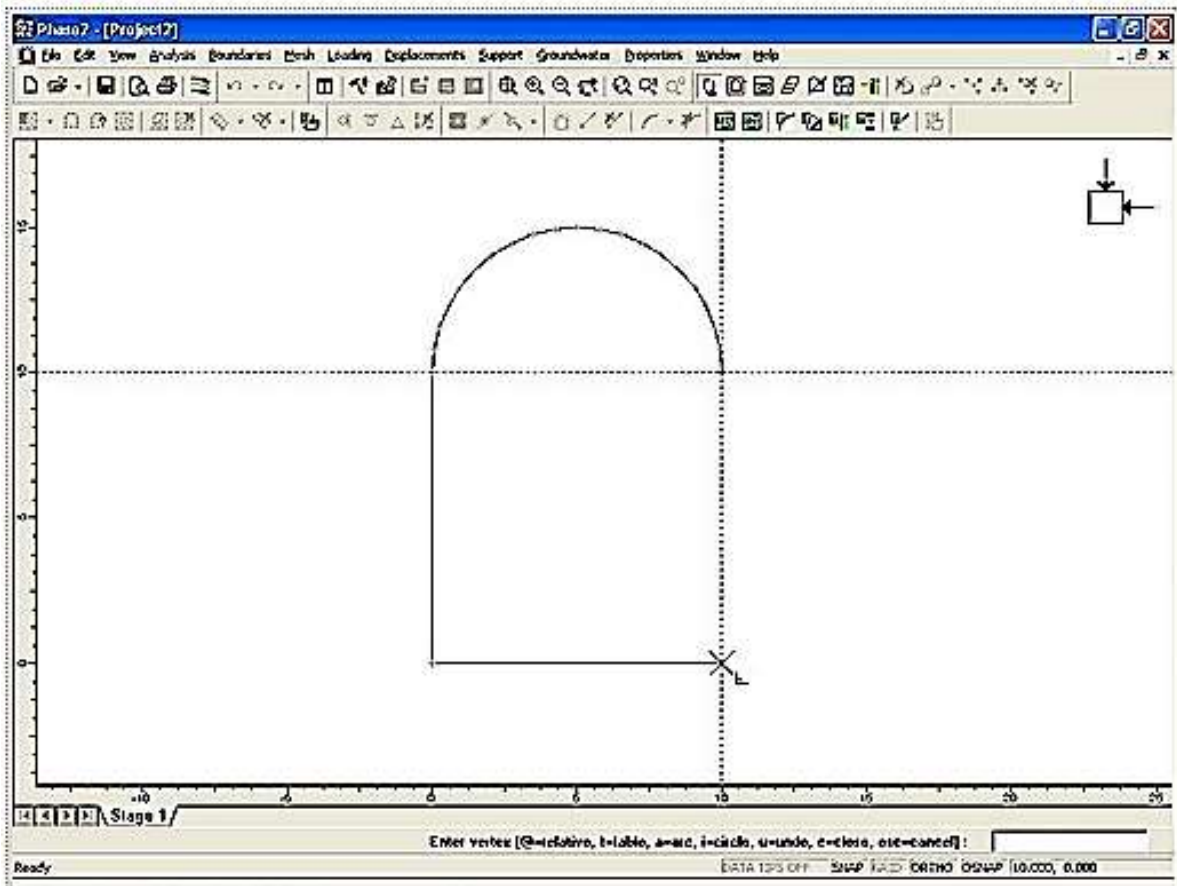 Phase2 - [Project2]
File Edit View Analysis Boundaries Mesh Loading Displacements Support Groundwater Properties Window Help
15
10
5
0
-10 -5 0 5 10 15 20 25
Stage 1
Enter vertex [@=relative, t=table, a=arc, i=circle, u=undo, c=close, esc=cancel] :
Ready
DATA TIPS OFF SNAP GRID ORTHO OSNAP 10.000, 0.000